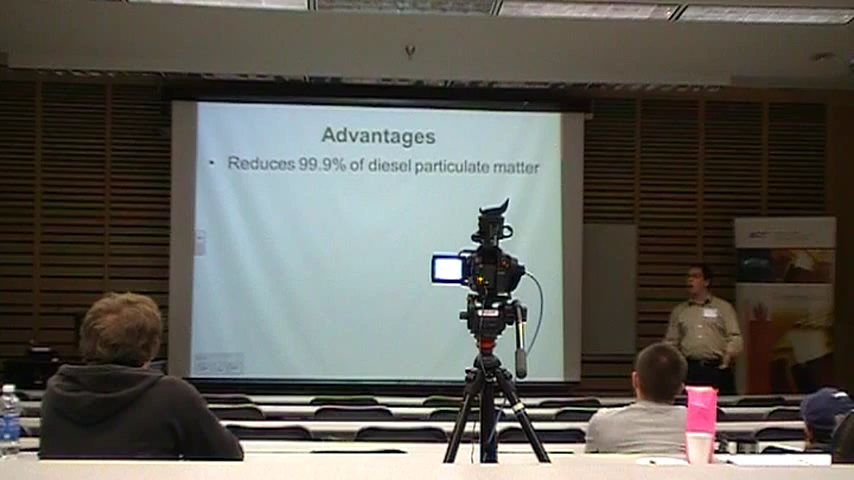 Advantages
• Reduces 99.9% of diesel particulate matter